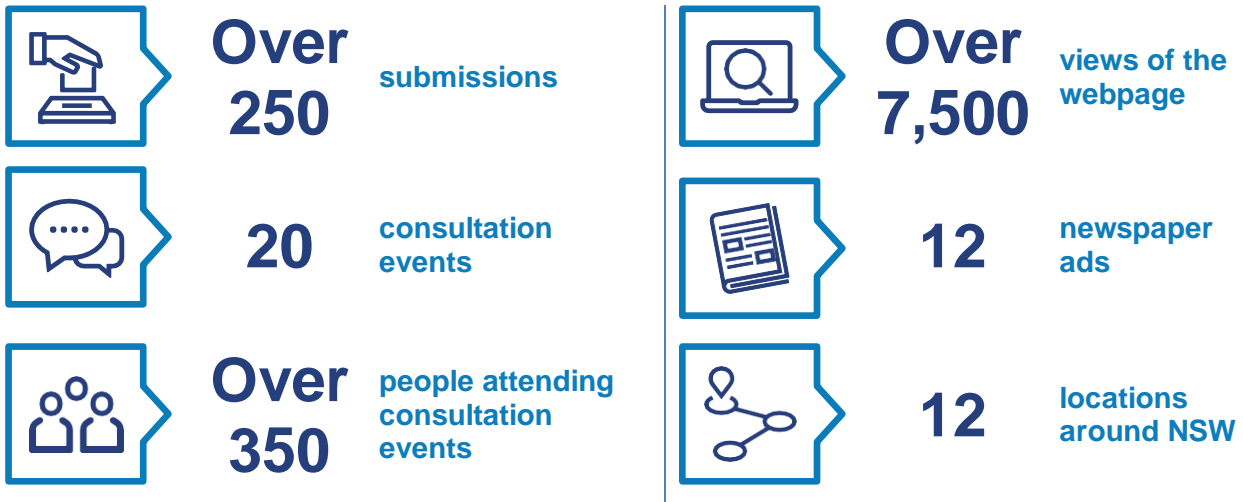 Over
250
submissions
20
consultation
events
Over
350
people attending
consultation
events
Over
7,500
views of the
webpage
12
newspaper
ads
12
locations
around NSW